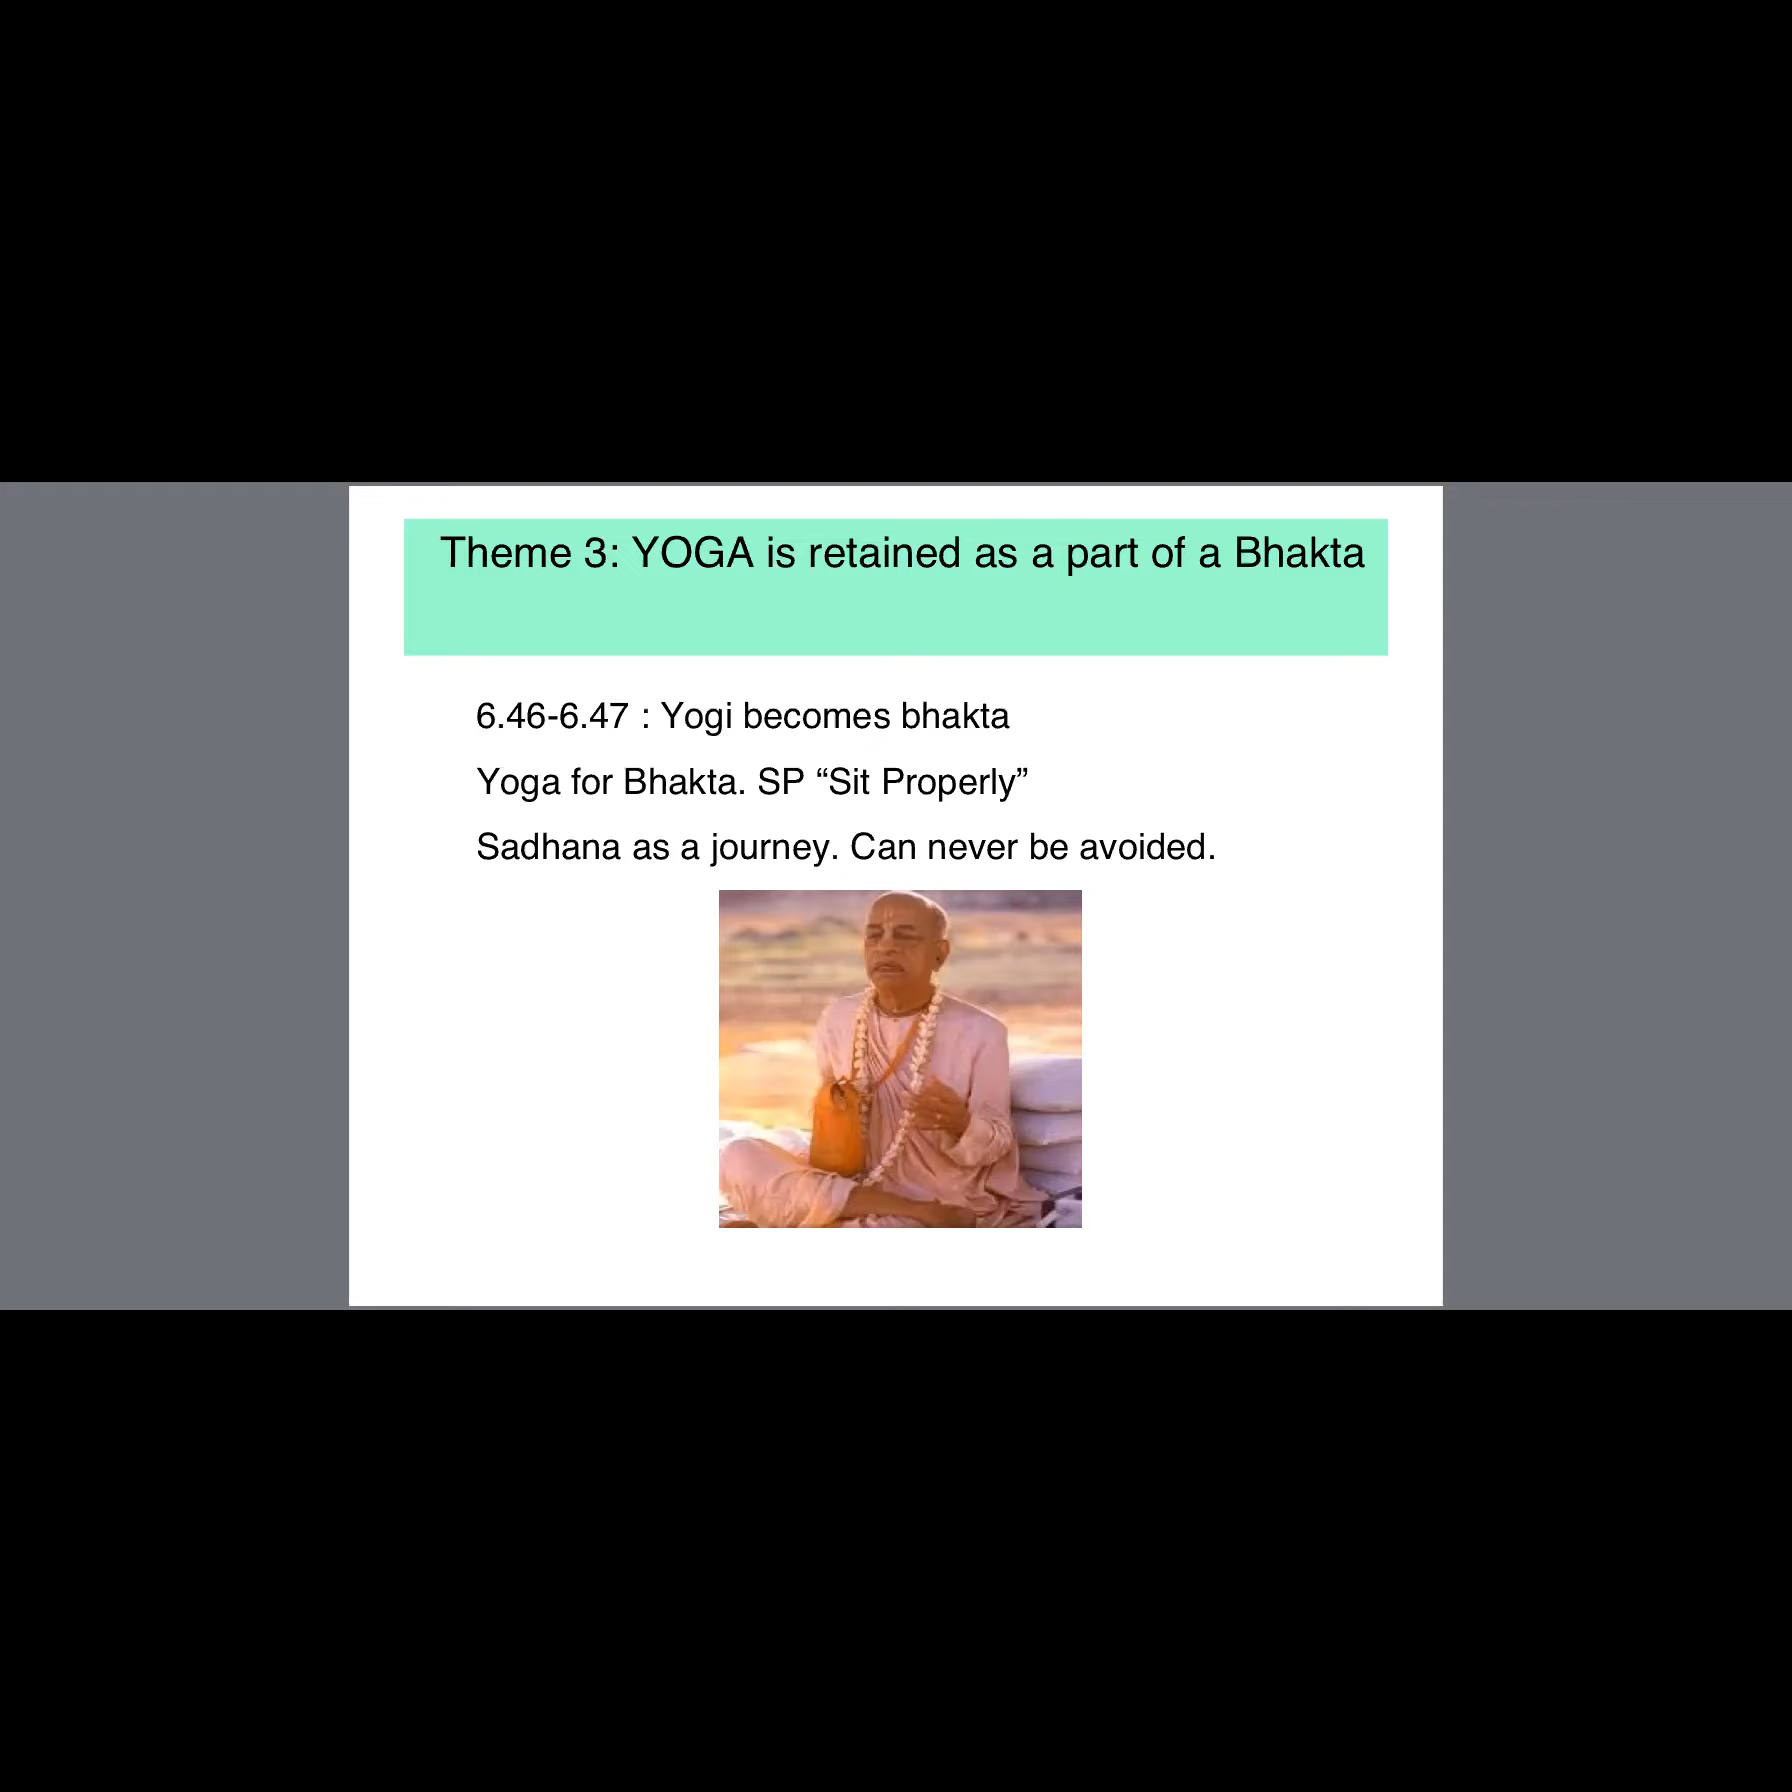 Theme 3: YOGA is retained as a part of a Bhakta
6.46-6.47 : Yogi becomes bhakta
Yoga for Bhakta. SP “Sit Properly”
Sadhana as a journey. Can never be avoided.